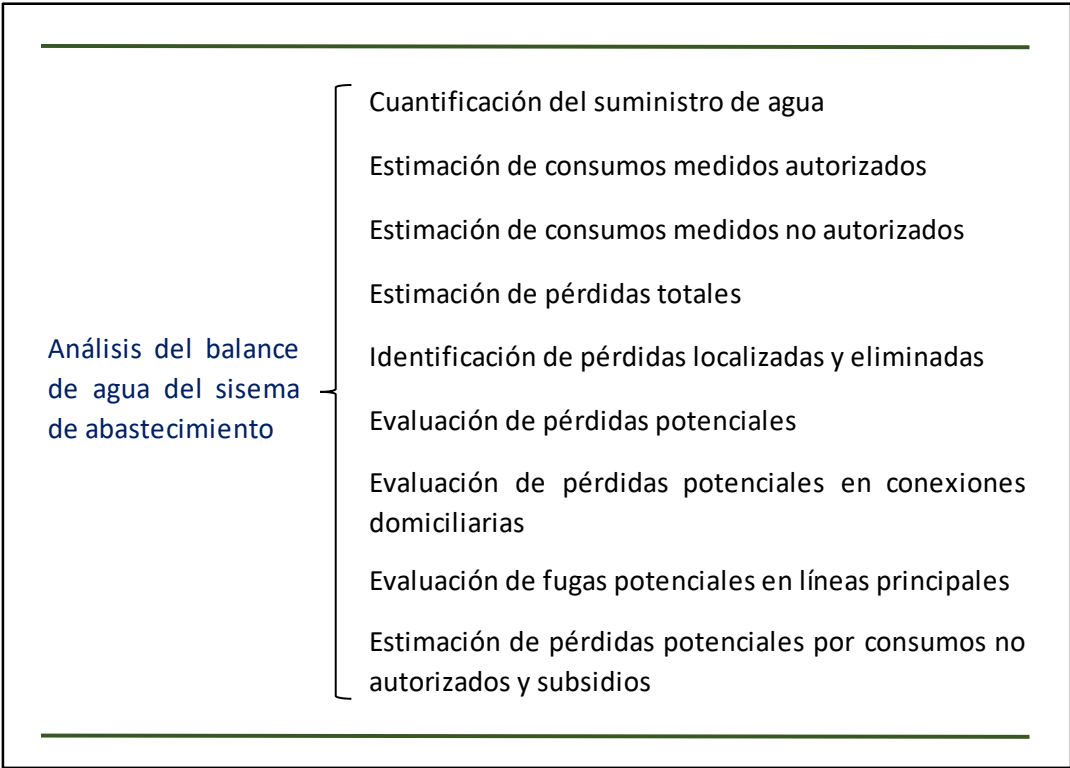 Cuantificación del suministro de agua
Estimación de consumos medidos autorizados
Estimación de consumos medidos no autorizados
Estimación de pérdidas totales
Análisis del balance
de agua del sisema
de abastecimiento
Identificación de pérdidas localizadas y eliminadas
Evaluación de pérdidas potenciales
Evaluación de pérdidas potenciales en conexiones
domiciliarias
Evaluación de fugas potenciales en líneas principales
Estimación de pérdidas potenciales por consumos no
autorizados y subsidios